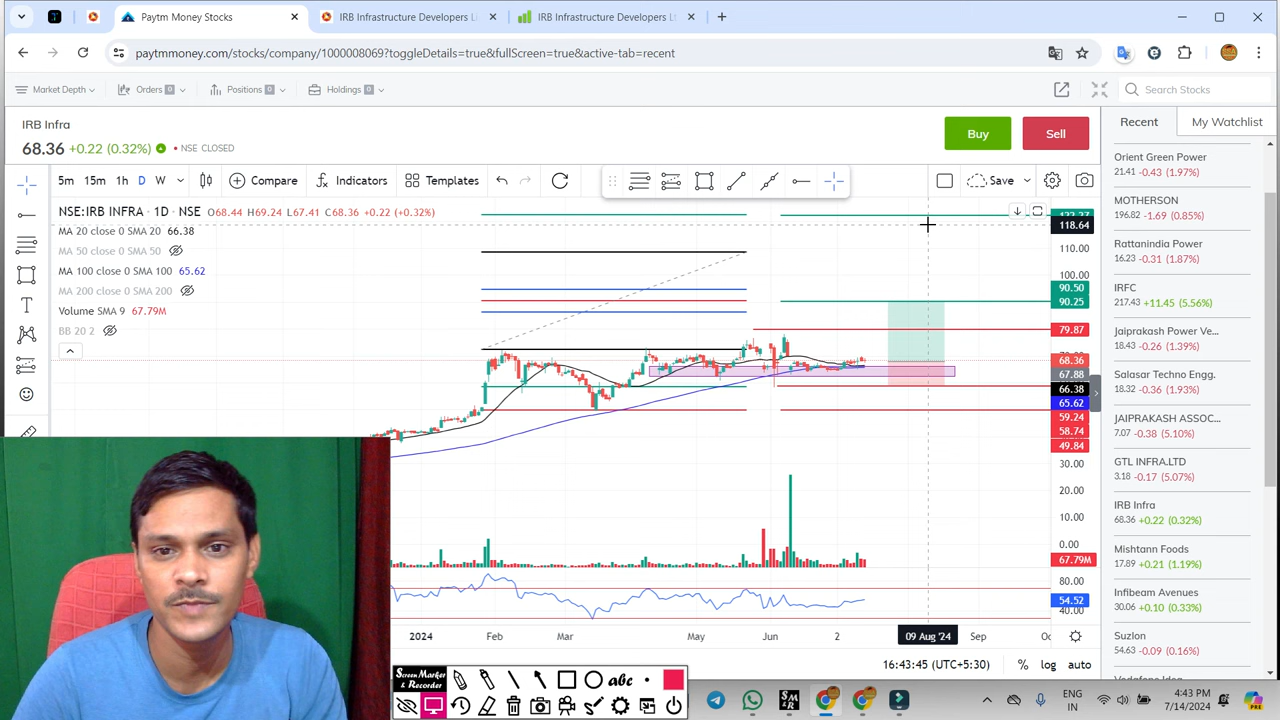 Paytm Money Stocks
IRB Infrastructure Developers Li
IRB Infrastructure Developers Lt
paytmmoney.com/stocks/company/1000008069?toggleDetails=true&fullScreen=true&active-tab=recent
Market Depth
Orders 0
Positions 0
Holdings 0
Search Stocks
IRB Infra
68.36 +0.22 (0.32%) NSE CLOSED
Buy
Sell
Recent
My Watchlist
5m 15m 1h D W
Compare
Indicators
Templates
Save
NSE:IRB INFRA · 1D · NSE O68.44 H69.24 L67.41 C68.36 +0.22 (+0.32%)
MA 20 close 0 SMA 20 66.38
MA 50 close 0 SMA 50
MA 100 close 0 SMA 100 65.62
MA 200 close 0 SMA 200
Volume SMA 9 67.79M
BB 20 2
118.64
110.00
100.00
90.50
90.25
79.87
68.36
67.88
66.38
65.62
59.24
58.74
49.84
30.00
20.00
10.00
0.00
67.79M
80.00
54.52
40.00
2024 Feb Mar May Jun 2 09 Aug '24 Sep
16:43:45 (UTC+5:30)
% log auto
Orient Green Power
21.41 -0.43 (1.97%)
MOTHERSON
196.82 -1.69 (0.85%)
Rattanindia Power
16.23 -0.31 (1.87%)
IRFC
217.43 +11.45 (5.56%)
Jaiprakash Power Ve...
18.43 -0.26 (1.39%)
Salasar Techno Engg.
18.32 -0.36 (1.93%)
JAIPRAKASH ASSOC...
7.07 -0.38 (5.10%)
GTL INFRA.LTD
3.18 -0.17 (5.07%)
IRB Infra
68.36 +0.22 (0.32%)
Mishtann Foods
17.89 +0.21 (1.19%)
Infibeam Avenues
30.06 +0.10 (0.33%)
Suzlon
54.63 -0.09 (0.16%)
Screen Marker
& Recorder
abc
S M
& R
ENG
IN
4:43 PM
7/14/2024
PRE